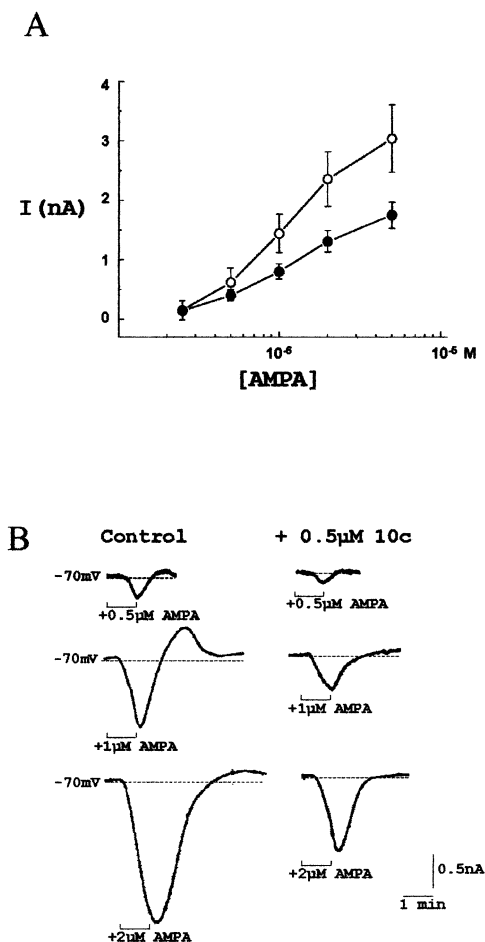 A
4
3
I (nA)
2
1
0
10⁻⁶
10⁻⁵ M
[AMPA]
B
Control
+ 0.5µM 10c
-70mV
+0.5µM AMPA
+0.5µM AMPA
-70mV
+1µM AMPA
+1µM AMPA
-70mV
+2µM AMPA
+2µM AMPA
0.5nA
1 min